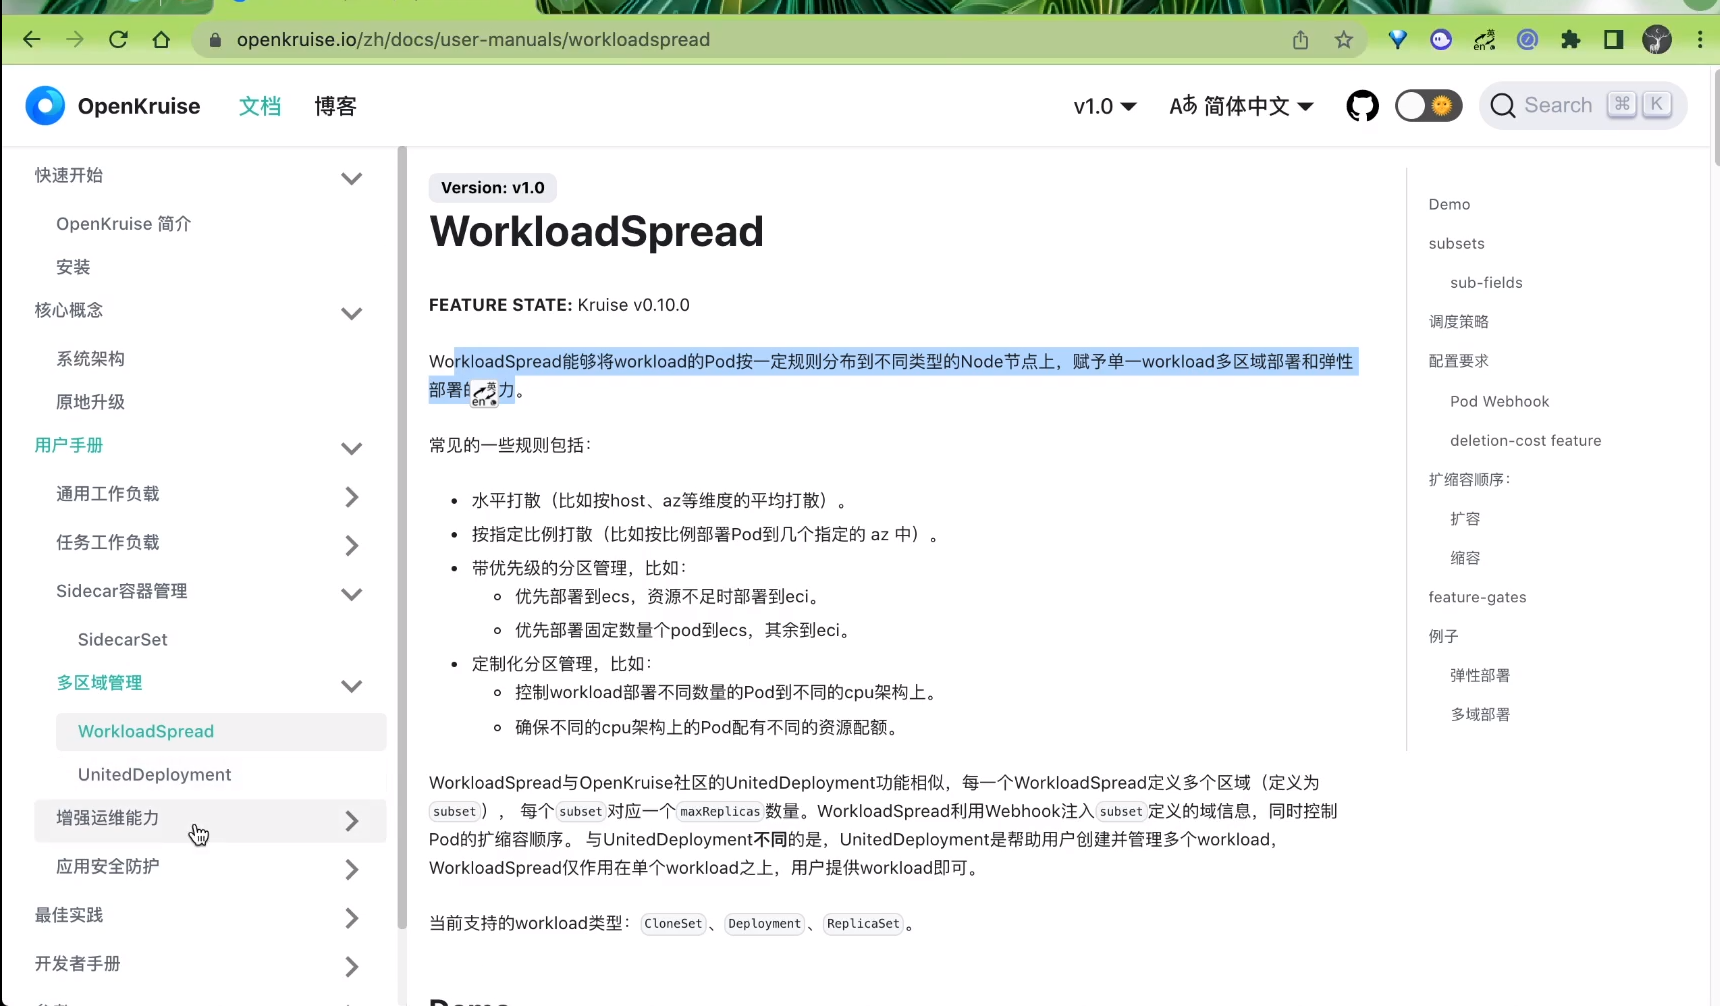 openkruise.io/zh/docs/user-manuals/workloadspread
OpenKruise 文档 博客 v1.0 简体中文 Search ⌘ K
快速开始
OpenKruise 简介
安装
核心概念
系统架构
原地升级
用户手册
通用工作负载
任务工作负载
Sidecar容器管理
SidecarSet
多区域管理
WorkloadSpread
UnitedDeployment
增强运维能力
应用安全防护
最佳实践
开发者手册
Version: v1.0
WorkloadSpread
FEATURE STATE: Kruise v0.10.0
WorkloadSpread能够将workload的Pod按一定规则分布到不同类型的Node节点上，赋予单一workload多区域部署和弹性
部署的 力。
常见的一些规则包括：
• 水平打散（比如按host、az等维度的平均打散）。
• 按指定比例打散（比如按比例部署Pod到几个指定的 az 中）。
• 带优先级的分区管理，比如：
◦ 优先部署到ecs，资源不足时部署到eci。
◦ 优先部署固定数量个pod到ecs，其余到eci。
• 定制化分区管理，比如：
◦ 控制workload部署不同数量的Pod到不同的cpu架构上。
◦ 确保不同的cpu架构上的Pod配有不同的资源配额。
WorkloadSpread与OpenKruise社区的UnitedDeployment功能相似，每一个WorkloadSpread定义多个区域（定义为
subset），每个subset对应一个maxReplicas数量。WorkloadSpread利用Webhook注入subset定义的域信息，同时控制
Pod的扩缩容顺序。 与UnitedDeployment不同的是，UnitedDeployment是帮助用户创建并管理多个workload，
WorkloadSpread仅作用在单个workload之上，用户提供workload即可。
当前支持的workload类型：CloneSet、Deployment、ReplicaSet。
Demo
subsets
sub-fields
调度策略
配置要求
Pod Webhook
deletion-cost feature
扩缩容顺序：
扩容
缩容
feature-gates
例子
弹性部署
多域部署